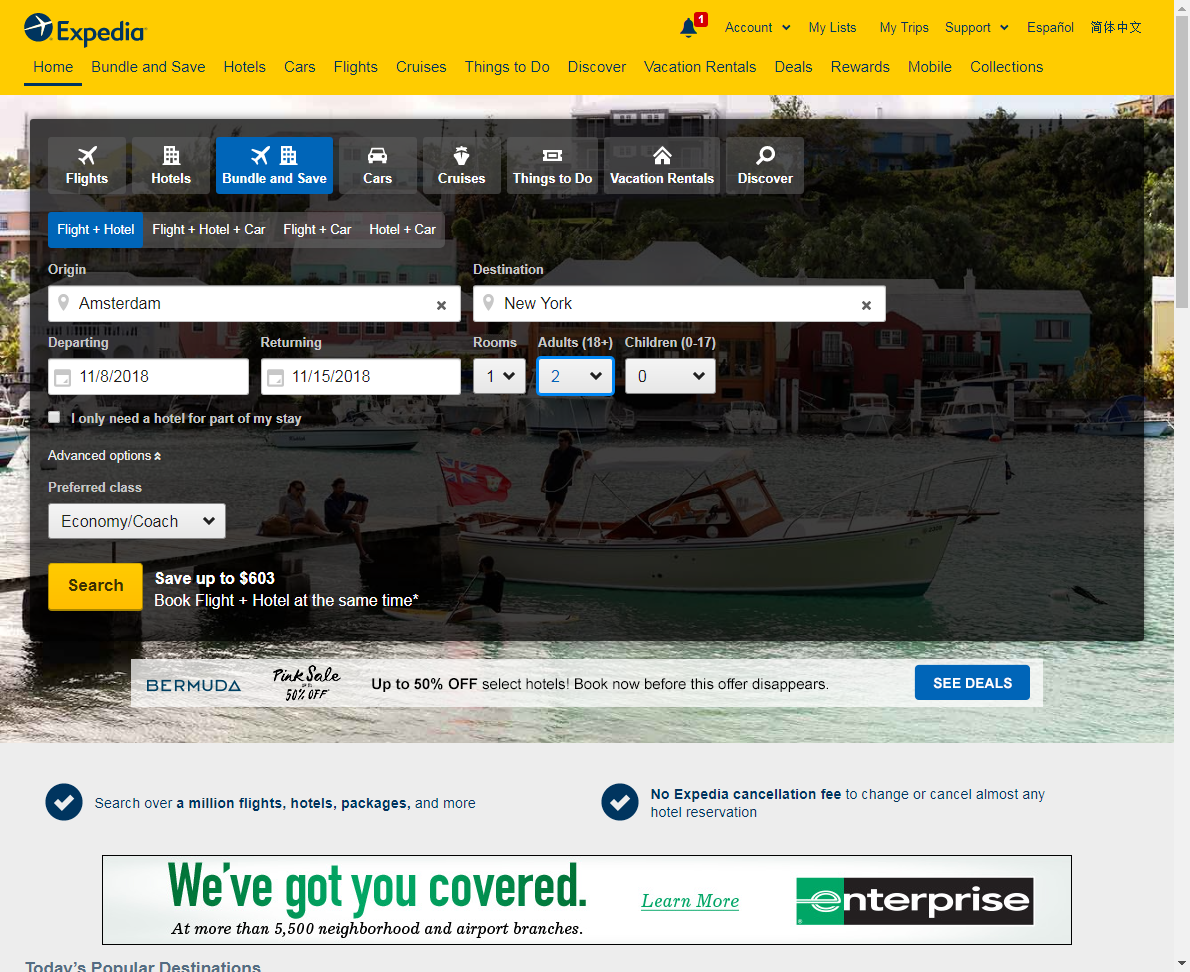 Expedia
1
Account
My Lists
My Trips
Support
Español
简体中文
Home
Bundle and Save
Hotels
Cars
Flights
Cruises
Things to Do
Discover
Vacation Rentals
Deals
Rewards
Mobile
Collections
Flights
Hotels
Bundle and Save
Cars
Cruises
Things to Do
Vacation Rentals
Discover
Flight + Hotel
Flight + Hotel + Car
Flight + Car
Hotel + Car
Origin
Destination
Amsterdam
New York
Departing
Returning
Rooms
Adults (18+)
Children (0-17)
11/8/2018
11/15/2018
1
2
0
I only need a hotel for part of my stay
Advanced options
Preferred class
Economy/Coach
Search
Save up to $603
Book Flight + Hotel at the same time*
BERMUDA
Pink Sale
UP TO
50% OFF
Up to 50% OFF select hotels! Book now before this offer disappears.
SEE DEALS
Search over a million flights, hotels, packages, and more
No Expedia cancellation fee to change or cancel almost any
hotel reservation
We've got you covered.
At more than 5,500 neighborhood and airport branches.
Learn More
enterprise
Today's Popular Destinations